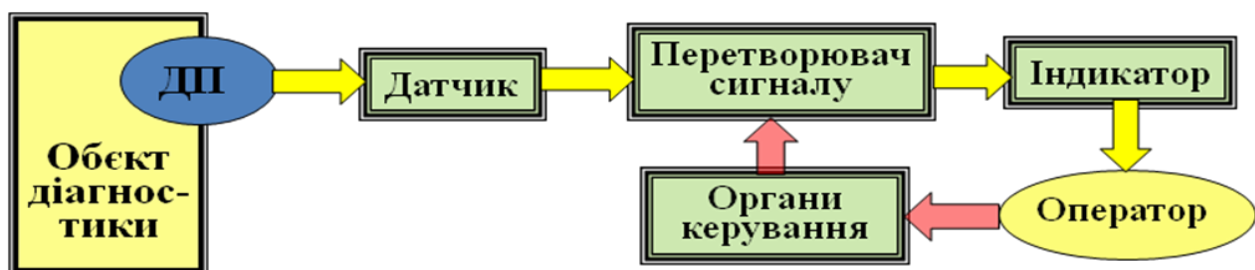 ДП
Обєкт
діагнос-
тики
Датчик
Перетворювач
сигналу
Індикатор
Органи
керування
Оператор